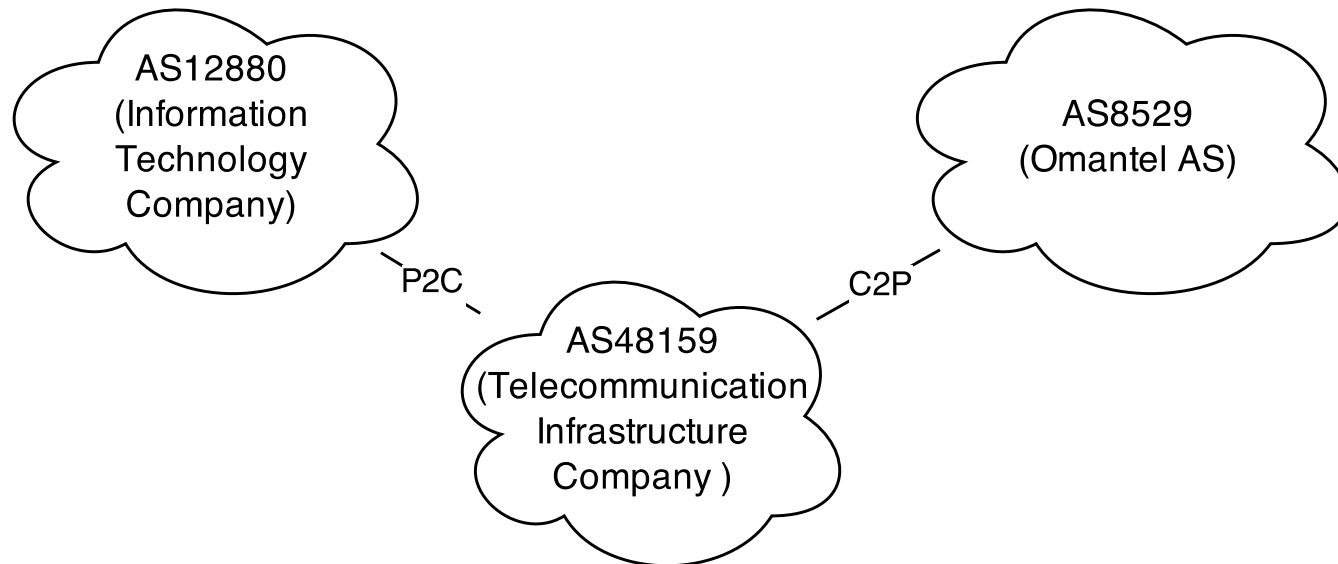 AS12880
(Information
Technology
Company)
AS8529
(Omantel AS)
P2C
C2P
AS48159
(Telecommunication
Infrastructure
Company )